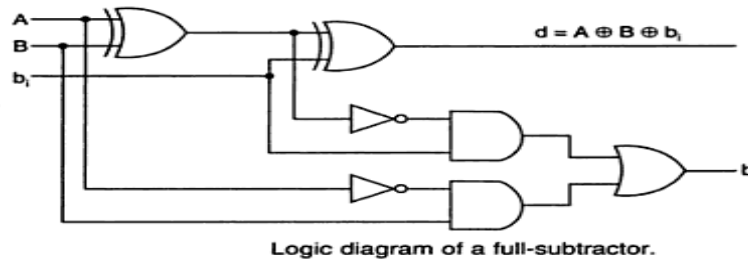 A
d = A ⊕ B ⊕ bᵢ
B
bᵢ
b
Logic diagram of a full-subtractor.